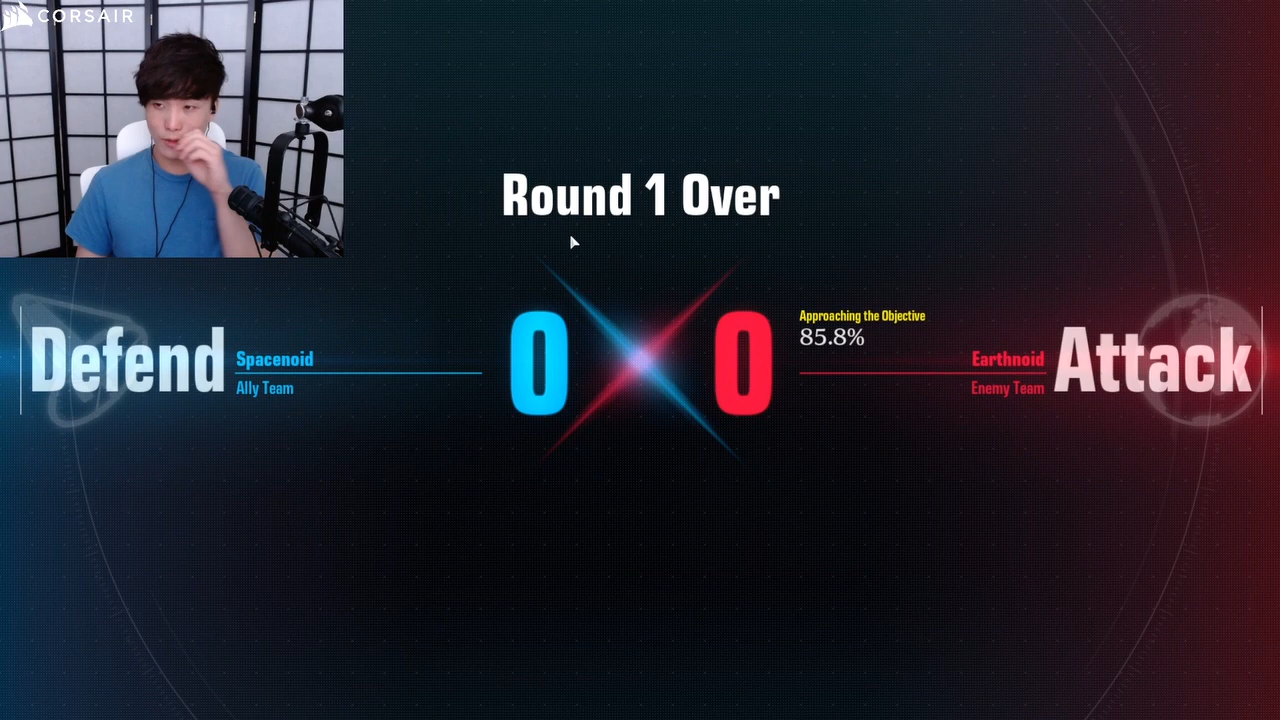 CORSAIR
Round 1 Over
Defend
Spacenoid
Ally Team
0
0
Approaching the Objective
85.8%
Earthnoid
Enemy Team
Attack